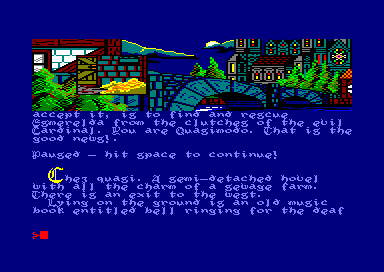 accept it, is to find and rescue
Esmerelda from the clutches of the evil
Cardinal. You are Quasimodo. That is the
good news!.
Paused - hit space to continue!
Chez quasi. A semi-detached hovel
with all the charm of a sewage farm.
There is an exit to the west.
Lying on the ground is an old music
book entitled bell ringing for the deaf
>